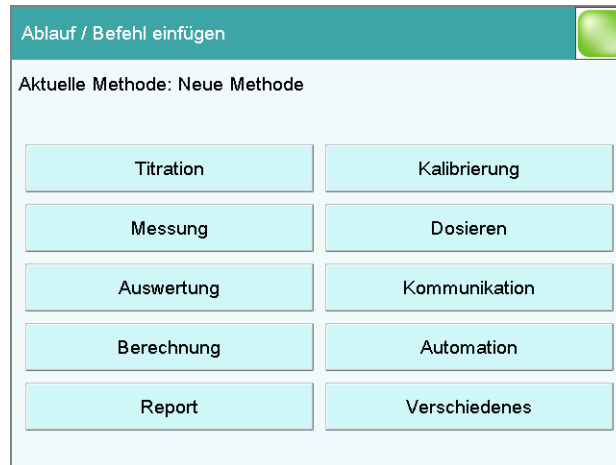 Ablauf / Befehl einfügen
Aktuelle Methode: Neue Methode
Titration
Kalibrierung
Messung
Dosieren
Auswertung
Kommunikation
Berechnung
Automation
Report
Verschiedenes